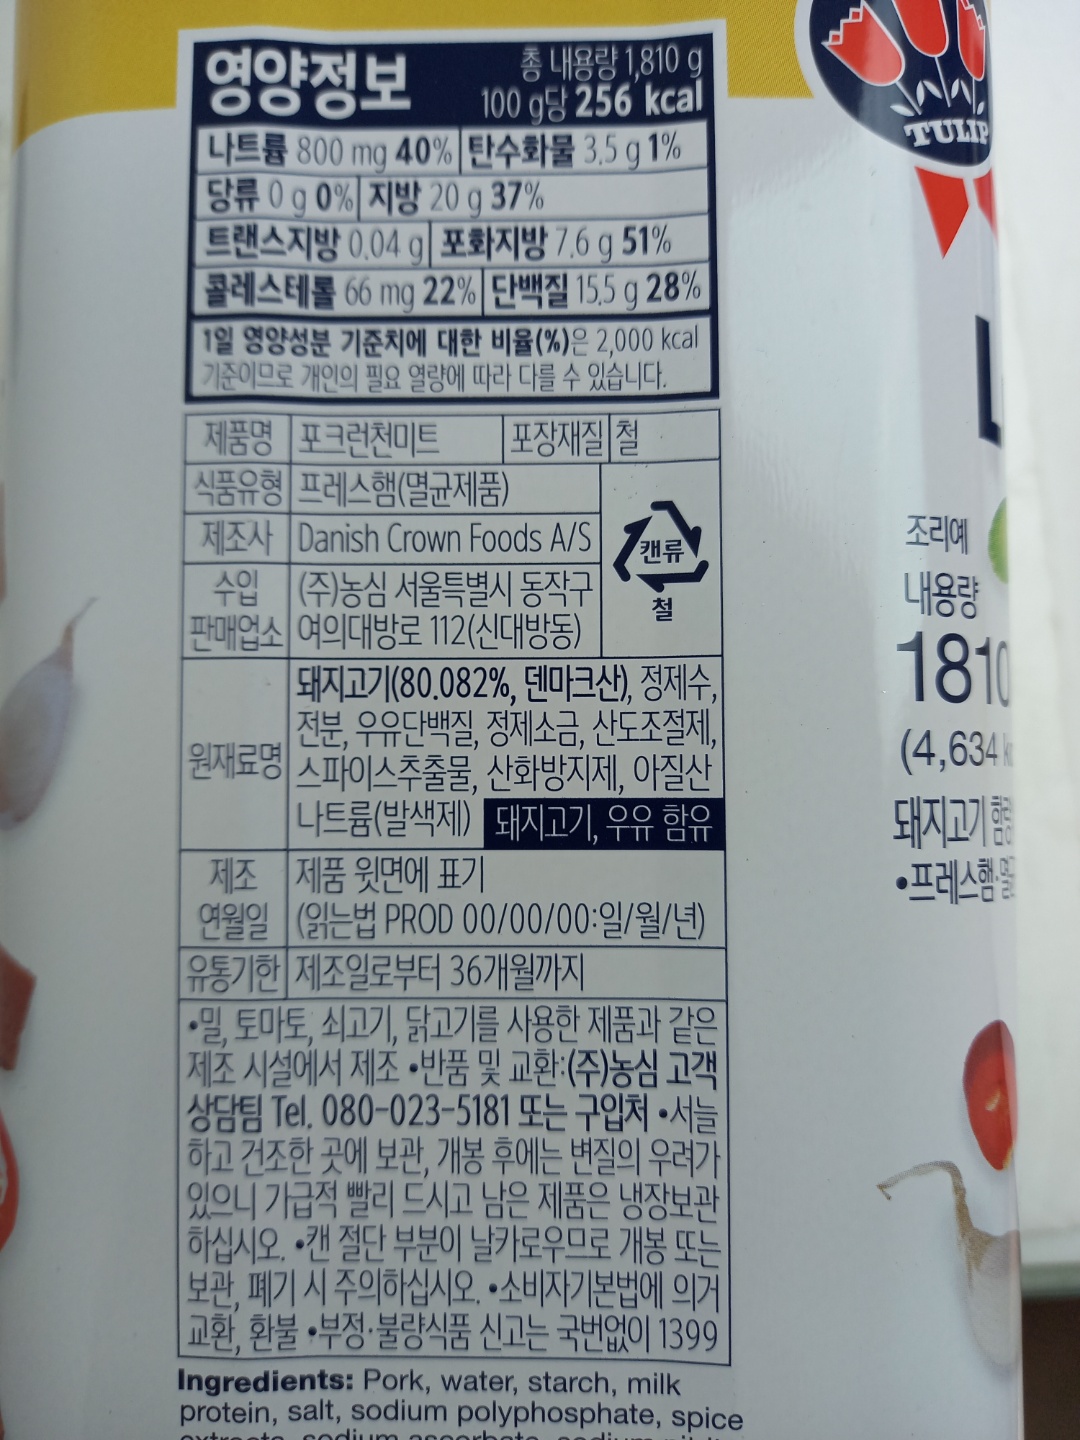 TULIP
영양정보 총 내용량 1,810 g
100 g당 256 kcal
나트륨 800 mg 40% 탄수화물 3.5 g 1%
당류 0 g 0% 지방 20 g 37%
트랜스지방 0.04 g 포화지방 7.6 g 51%
콜레스테롤 66 mg 22% 단백질 15.5 g 28%
1일 영양성분 기준치에 대한 비율(%)은 2,000 kcal
기준이므로 개인의 필요 열량에 따라 다를 수 있습니다.
제품명 포크런천미트 포장재질 철
식품유형 프레스햄(멸균제품)
제조사 Danish Crown Foods A/S
캔류
철
수입 (주)농심 서울특별시 동작구
판매업소 여의대방로 112(신대방동)
원재료명 돼지고기(80.082%, 덴마크산), 정제수,
전분, 우유단백질, 정제소금, 산도조절제,
스파이스추출물, 산화방지제, 아질산
나트륨(발색제) 돼지고기, 우유 함유
제조 제품 윗면에 표기
연월일 (읽는법 PROD 00/00/00:일/월/년)
유통기한 제조일로부터 36개월까지
•밀, 토마토, 쇠고기, 닭고기를 사용한 제품과 같은
제조 시설에서 제조 •반품 및 교환:(주)농심 고객
상담팀 Tel. 080-023-5181 또는 구입처 •서늘
하고 건조한 곳에 보관, 개봉 후에는 변질의 우려가
있으니 가급적 빨리 드시고 남은 제품은 냉장보관
하십시오. •캔 절단 부분이 날카로우므로 개봉 또는
보관, 폐기 시 주의하십시오. •소비자기본법에 의거
교환, 환불 •부정·불량식품 신고는 국번없이 1399
Ingredients: Pork, water, starch, milk
protein, salt, sodium polyphosphate, spice
조리예
내용량
1810
(4,634
돼지고기
•프레스햄